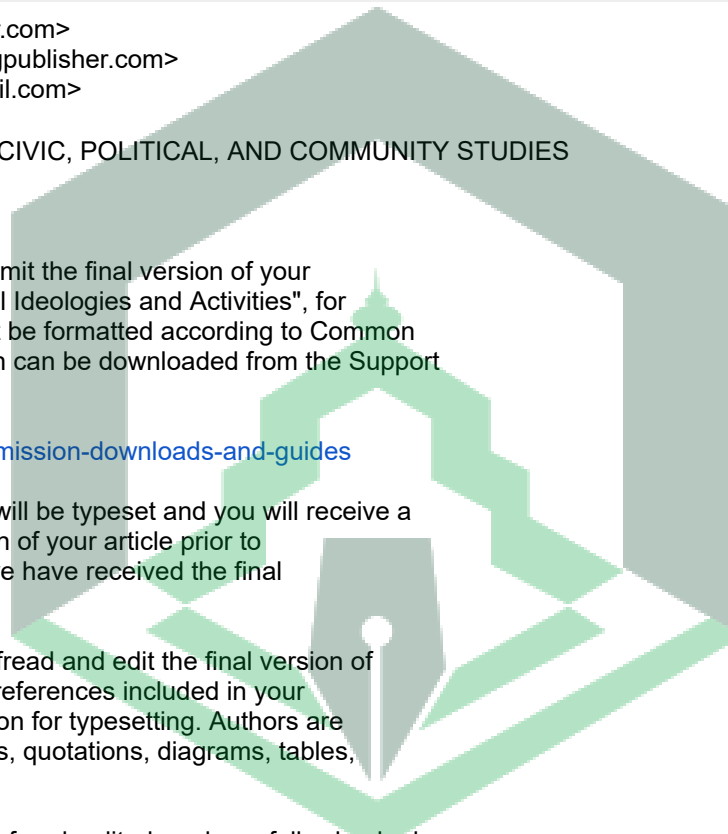 .com>
gpublisher.com>
il.com>
CIVIC, POLITICAL, AND COMMUNITY STUDIES
mit the final version of your
l Ideologies and Activities", for
be formatted according to Common
can be downloaded from the Support
mission-downloads-and-guides
will be typeset and you will receive a
n of your article prior to
e have received the final
fread and edit the final version of
references included in your
on for typesetting. Authors are
s, quotations, diagrams, tables,